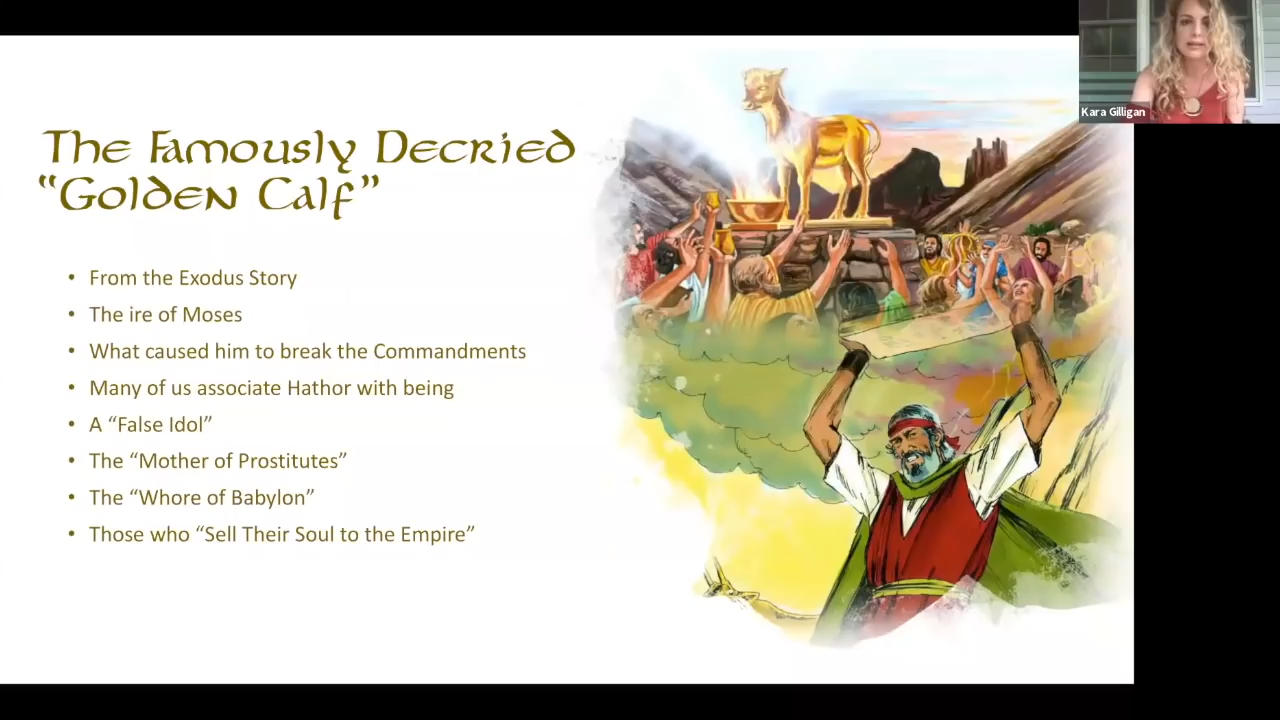 The Famously Decried
“Golden Calf”
• From the Exodus Story
• The ire of Moses
• What caused him to break the Commandments
• Many of us associate Hathor with being
• A “False Idol”
• The “Mother of Prostitutes”
• The “Whore of Babylon”
• Those who “Sell Their Soul to the Empire”
Kara Gilligan